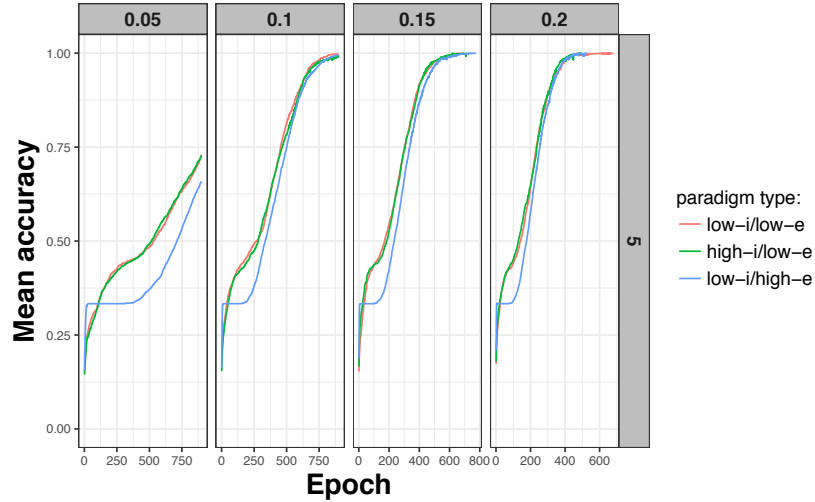 0.05 0.1 0.15 0.2
Mean accuracy
1.00
0.75
0.50
0.25
0.00
5
0 250 500 750 0 250 500 750 0 200 400 600 800 0 200 400 600
Epoch
paradigm type:
low−i/low−e
high−i/low−e
low−i/high−e